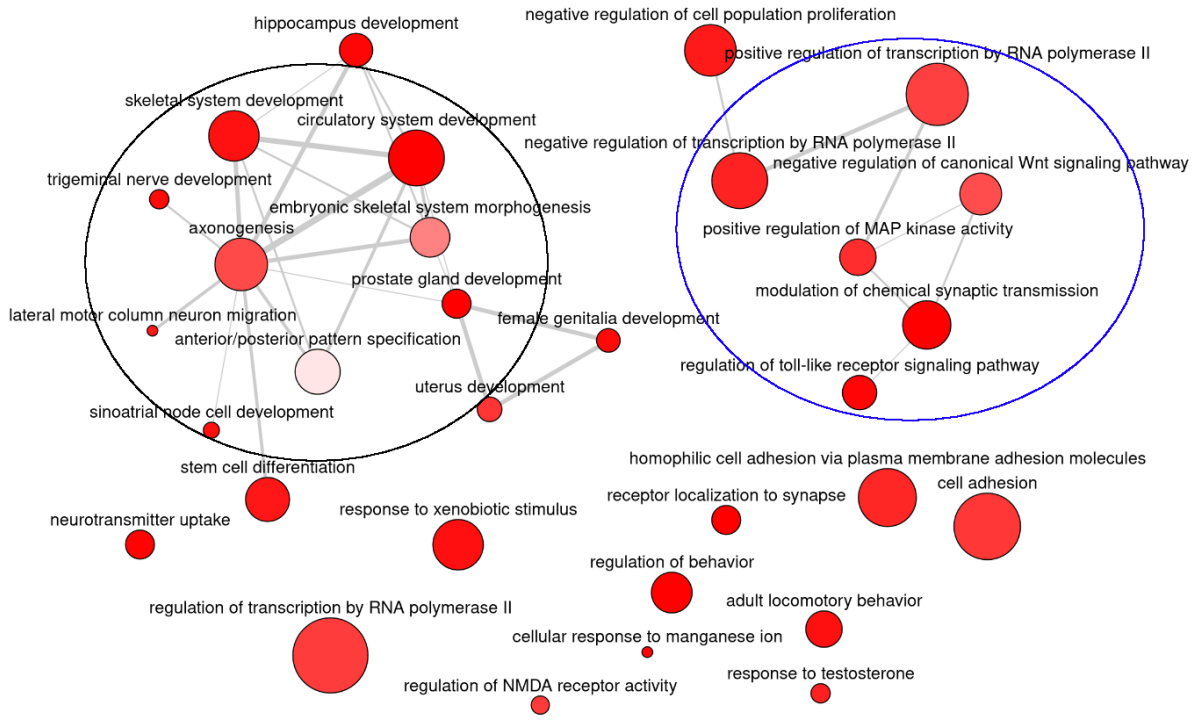 negative regulation of cell population proliferation
hippocampus development
positive regulation of transcription by RNA polymerase II
skeletal system development
circulatory system development
negative regulation of transcription by RNA polymerase II
negative regulation of canonical Wnt signaling pathway
trigeminal nerve development
embryonic skeletal system morphogenesis
axonogenesis
positive regulation of MAP kinase activity
prostate gland development
modulation of chemical synaptic transmission
lateral motor column neuron migration
female genitalia development
anterior/posterior pattern specification
regulation of toll-like receptor signaling pathway
uterus development
sinoatrial node cell development
homophilic cell adhesion via plasma membrane adhesion molecules
stem cell differentiation
cell adhesion
receptor localization to synapse
response to xenobiotic stimulus
neurotransmitter uptake
regulation of behavior
adult locomotory behavior
regulation of transcription by RNA polymerase II
cellular response to manganese ion
response to testosterone
regulation of NMDA receptor activity